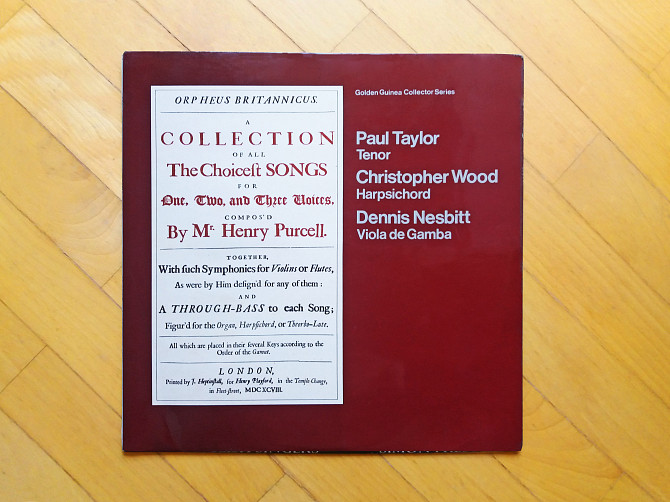 ORPHEUS BRITANNICUS.
A
COLLECTION
OF ALL
The Choiceſt SONGS
FOR
One, Two, and Three Voices,
COMPOS'D
By Mr. Henry Purcell.
TOGETHER,
With ſuch Symphonies for Violins or Flutes,
As were by Him deſign'd for any of them:
AND
A THROUGH-BASS to each Song;
Figur'd for the Organ, Harpſichord, or Theorbo-Lute.
All which are placed in their ſeveral Keys according to the
Order of the Gamut.
LONDON,
Printed by J. Heptinſtall, for Henry Playford, in the Temple Change,
in Fleet-ſtreet, MDCXCVIII.
Golden Guinea Collector Series
Paul Taylor
Tenor
Christopher Wood
Harpsichord
Dennis Nesbitt
Viola de Gamba